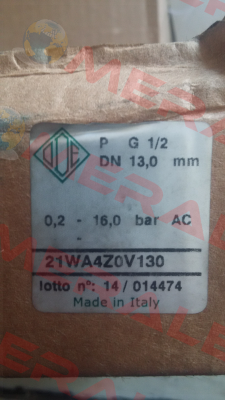 ODE
P G 1/2
DN 13,0 mm
0,2 - 16,0 bar AC
-
21WA4Z0V130
lotto n°: 14/014474
Made in Italy